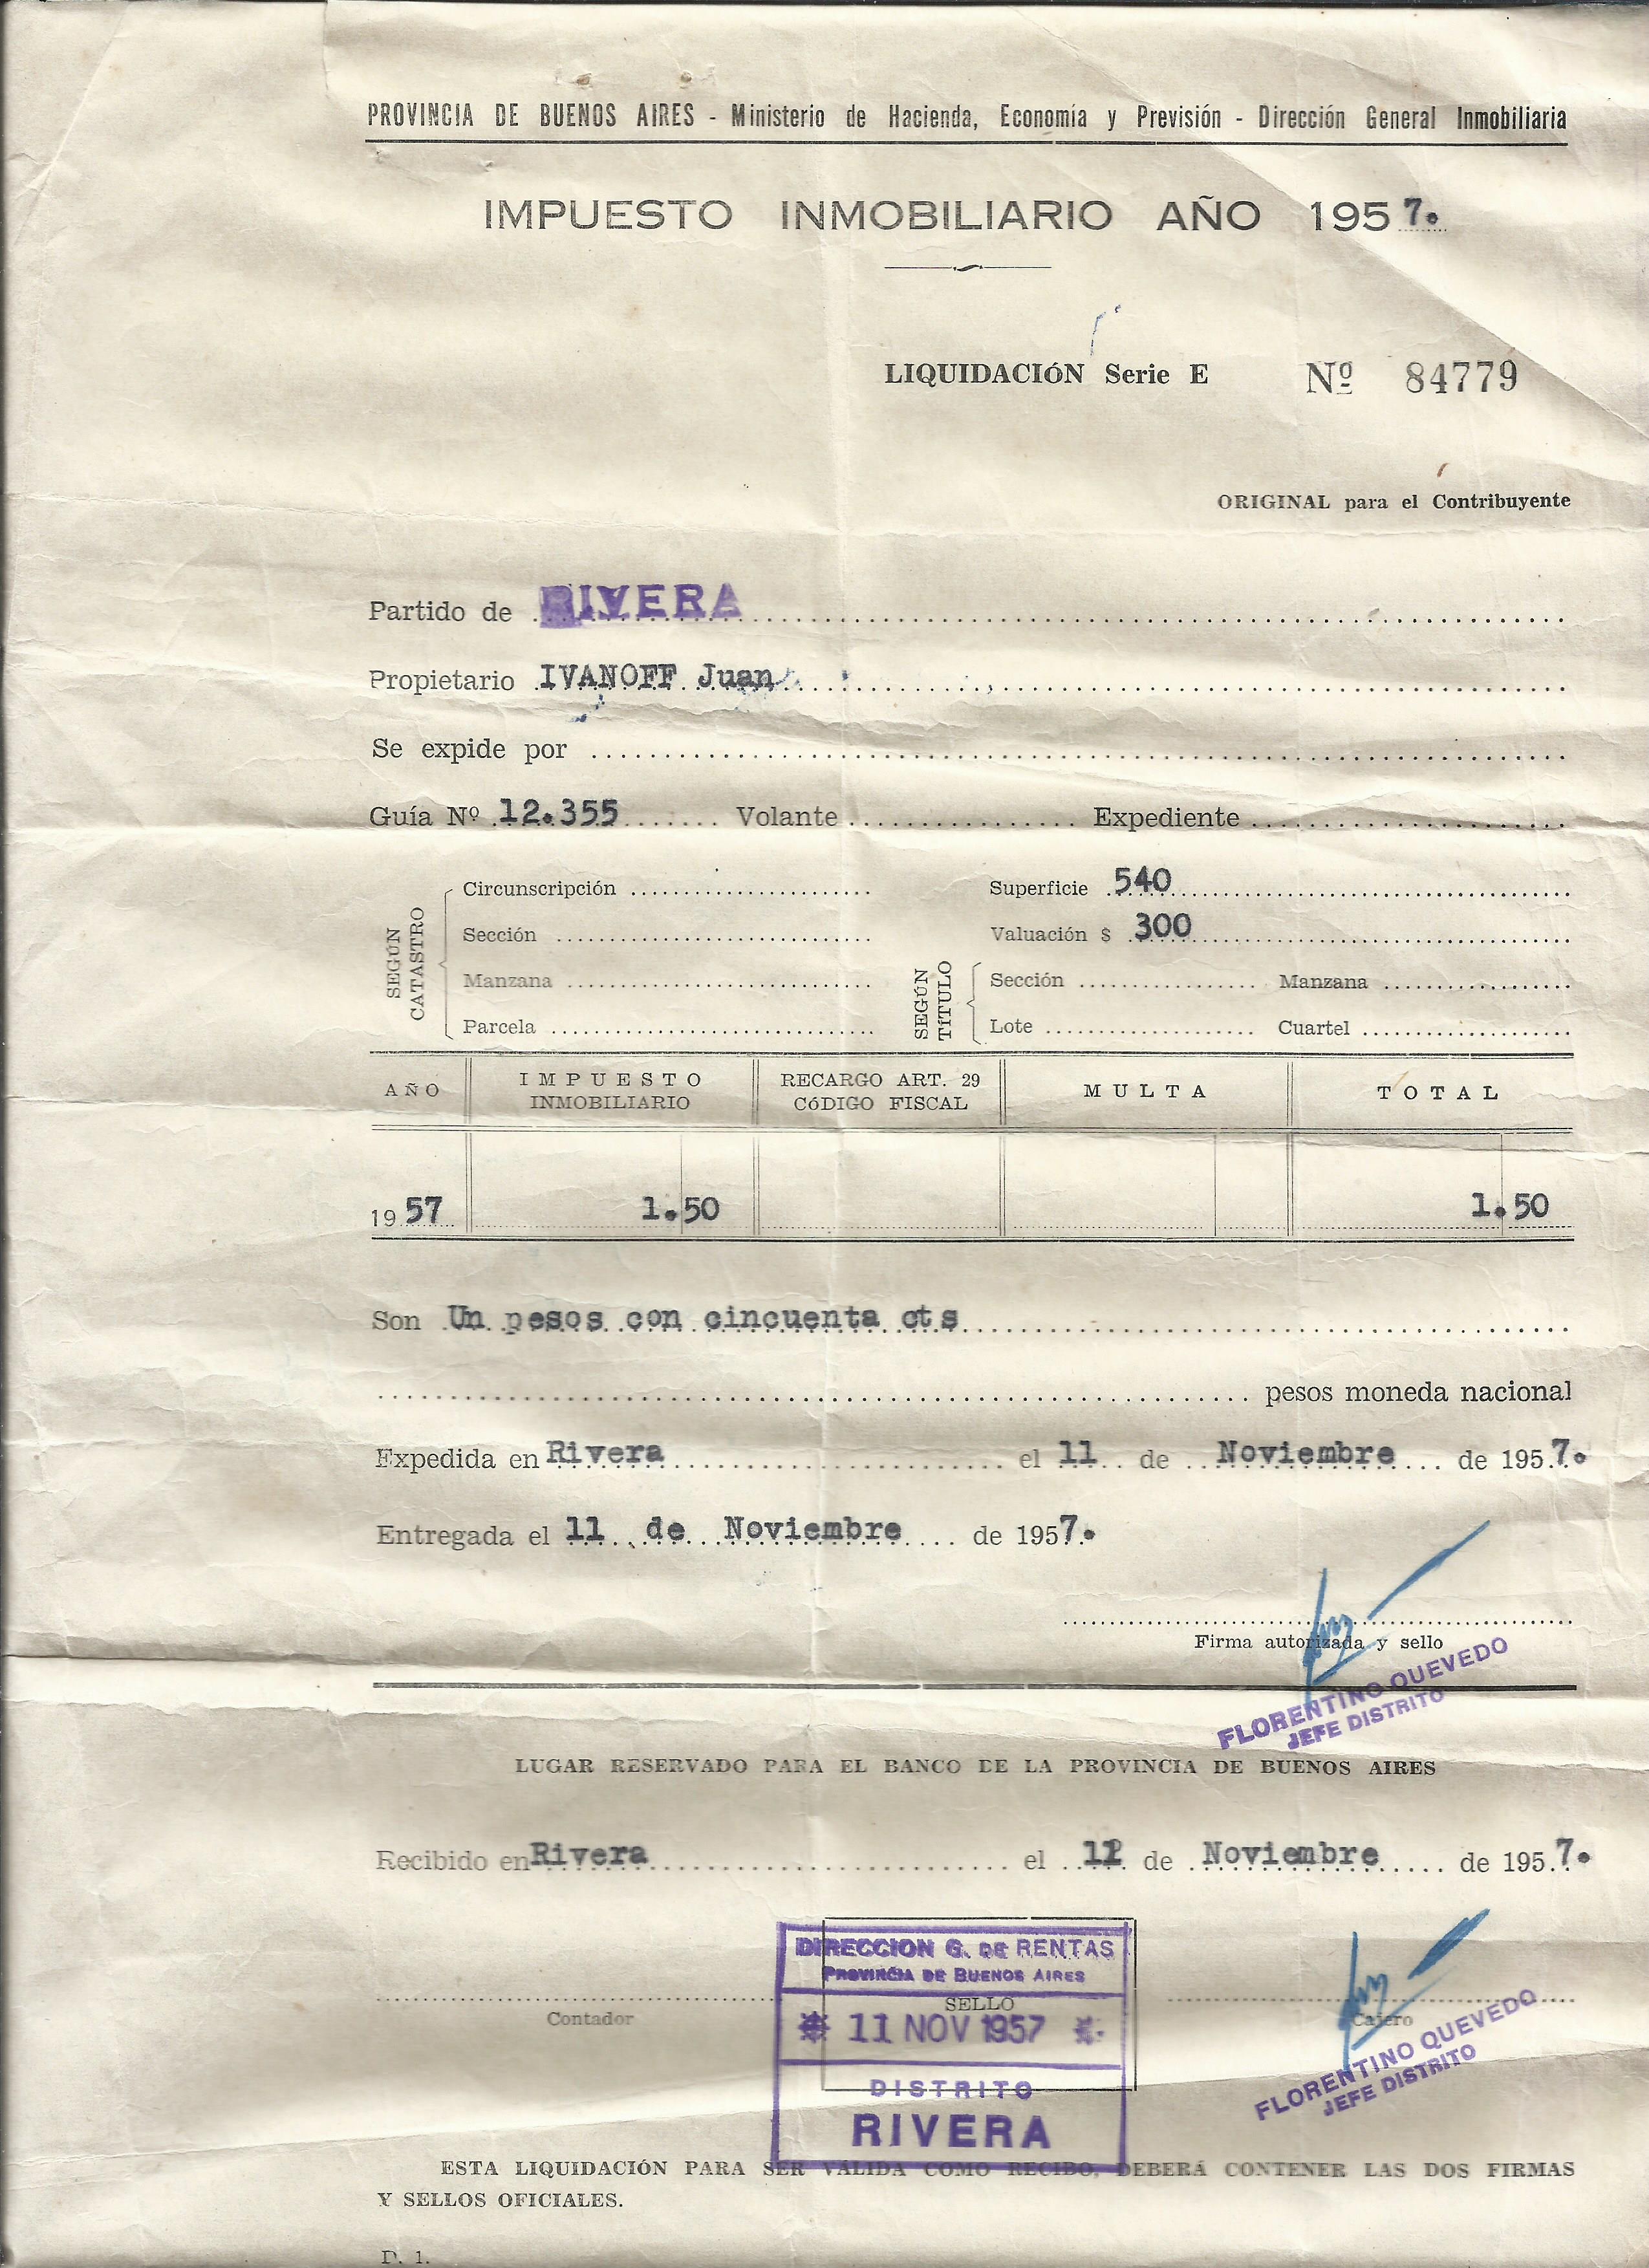 PROVINCIA DE BUENOS AIRES - Ministerio de Hacienda, Economía y Previsión - Dirección General Inmobiliaria
IMPUESTO INMOBILIARIO AÑO 1957.
LIQUIDACIÓN Serie E Nº 84779
ORIGINAL para el Contribuyente
Partido de RIVERA
Propietario IVANOFF Juan
Se expide por
Guía Nº 12.355 Volante Expediente
SEGÚN CATASTRO
Circunscripción
Sección
Manzana
Parcela
Superficie 540
Valuación $ 300
SEGÚN TÍTULO
Sección Manzana
Lote Cuartel
AÑO IMPUESTO INMOBILIARIO RECARGO ART. 29 CóDIGO FISCAL MULTA TOTAL
1957 1.50 1.50
Son Un pesos con cincuenta cts
pesos moneda nacional
Expedida en Rivera el 11 de Noviembre de 1957.
Entregada el 11 de Noviembre de 1957.
Firma autorizada y sello
FLORENTINO QUEVEDO
JEFE DISTRITO
LUGAR RESERVADO PARA EL BANCO DE LA PROVINCIA DE BUENOS AIRES
Recibido en Rivera el de Noviembre de 1957.
DIRECCION G. DE RENTAS
PROVINCIA DE BUENOS AIRES
Contador SELLO Cajero
11 NOV 1957
DISTRITO
RIVERA
FLORENTINO QUEVEDO
JEFE DISTRITO
ESTA LIQUIDACIÓN PARA SER VÁLIDA COMO RECIBO, DEBERÁ CONTENER LAS DOS FIRMAS
Y SELLOS OFICIALES.
D. 1.